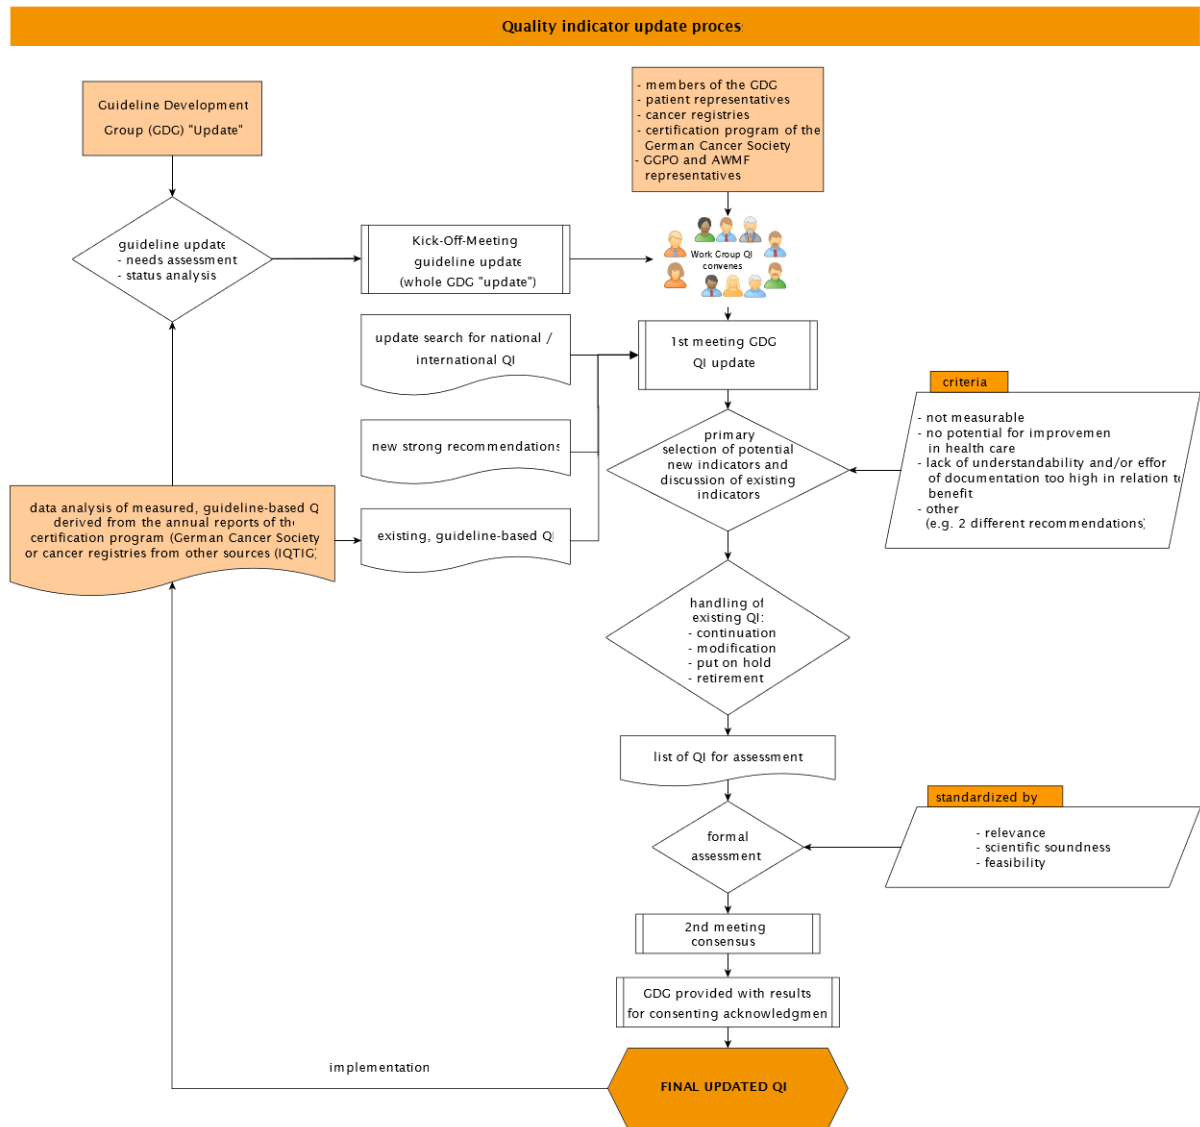 Quality indicator update proces
Guideline Development
Group (GDG) "Update"
- members of the GDG
- patient representatives
- cancer registries
- certification program of the
German Cancer Society
- GGPO and AWMF
representatives
guideline update
- needs assessment
- status analysis
Kick-Off-Meeting
guideline update
(whole GDG "update")
Work Group QI
convenes
update search for national /
international QI
1st meeting GDG
QI update
criteria
- not measurable
- no potential for improvemen
in health care
- lack of understandability and/or effor
of documentation too high in relation to
benefit
- other
(e.g. 2 different recommendations)
new strong recommendations
primary
selection of potential
new indicators and
discussion of existing
indicators
data analysis of measured, guideline-based Q
derived from the annual reports of the
certification program (German Cancer Society
or cancer registries from other sources (IQTIG)
existing, guideline-based QI
handling of
existing QI:
- continuation
- modification
- put on hold
- retirement
list of QI for assessment
standardized by
- relevance
- scientific soundness
- feasibility
formal
assessment
2nd meeting
consensus
GDG provided with results
for consenting acknowledgmen
implementation
FINAL UPDATED QI